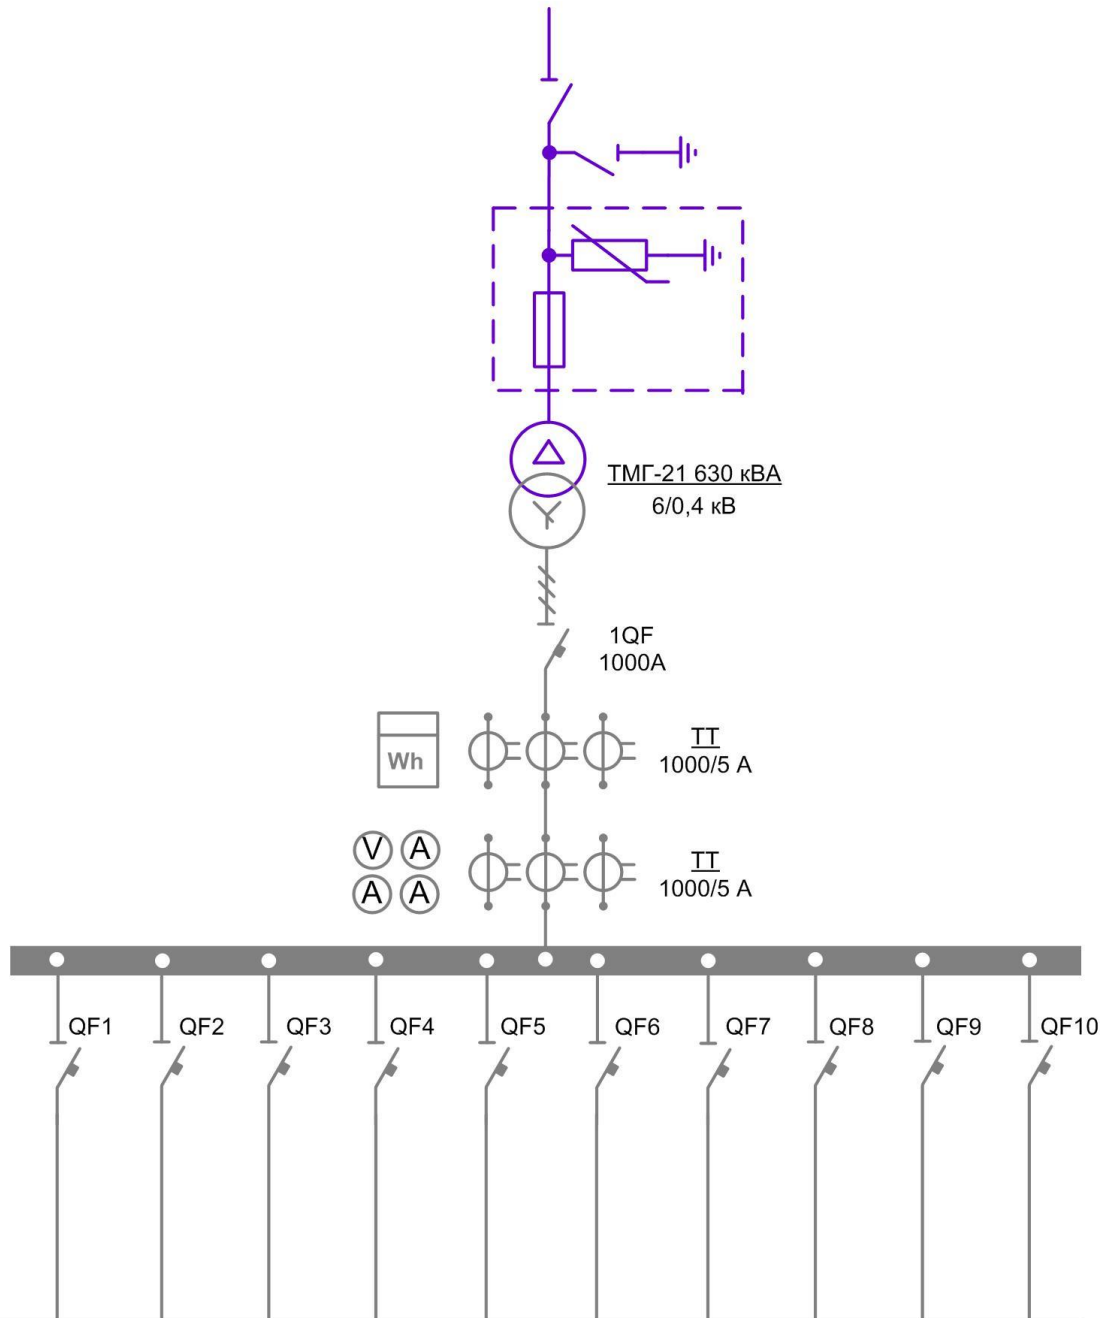 ТМГ-21 630 кВА
6/0,4 кВ
1QF
1000А
Wh
ТТ
1000/5 А
V A
A A
ТТ
1000/5 А
QF1 QF2 QF3 QF4 QF5 QF6 QF7 QF8 QF9 QF10